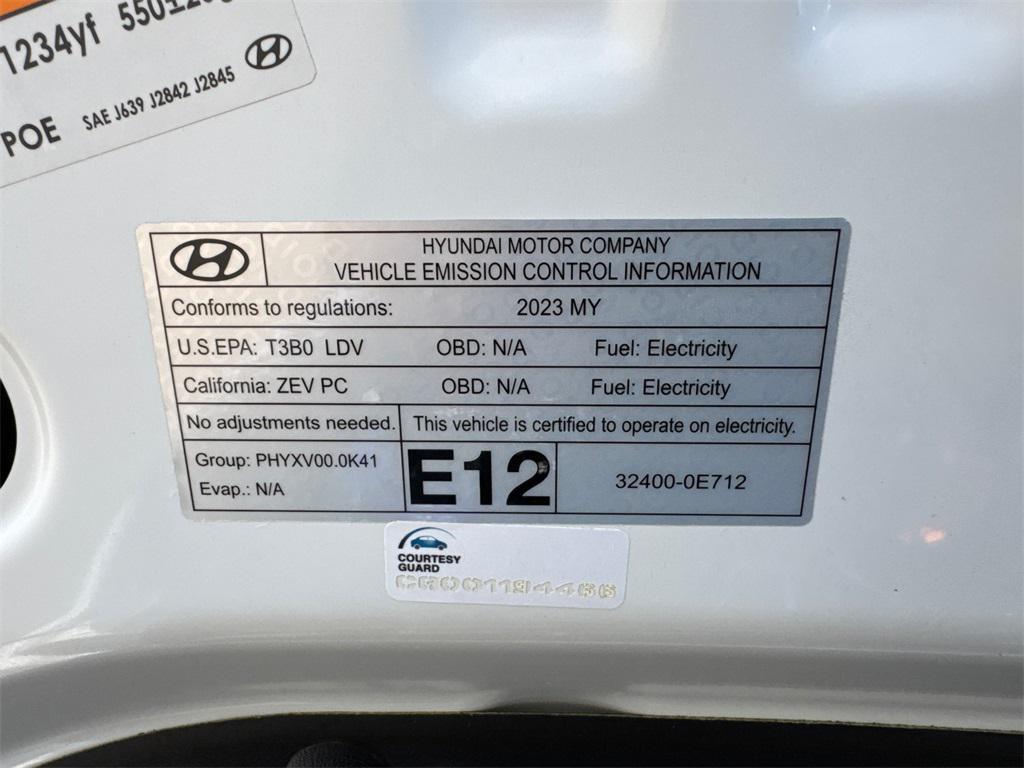 1234yf
POE SAE J639 J2842 J2845
HYUNDAI MOTOR COMPANY
VEHICLE EMISSION CONTROL INFORMATION
Conforms to regulations: 2023 MY
U.S.EPA: T3B0 LDV OBD: N/A Fuel: Electricity
California: ZEV PC OBD: N/A Fuel: Electricity
No adjustments needed. This vehicle is certified to operate on electricity.
Group: PHYXV00.0K41
Evap.: N/A
E12
32400-0E712
COURTESY
GUARD
CG001194466